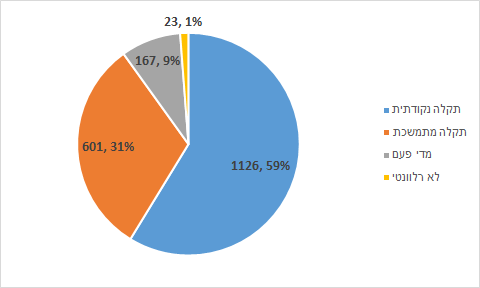 23, 1%
167, 9%
601, 31%
1126, 59%
תקלה נקודתית
תקלה מתמשכת
מדי פעם
לא רלוונטי